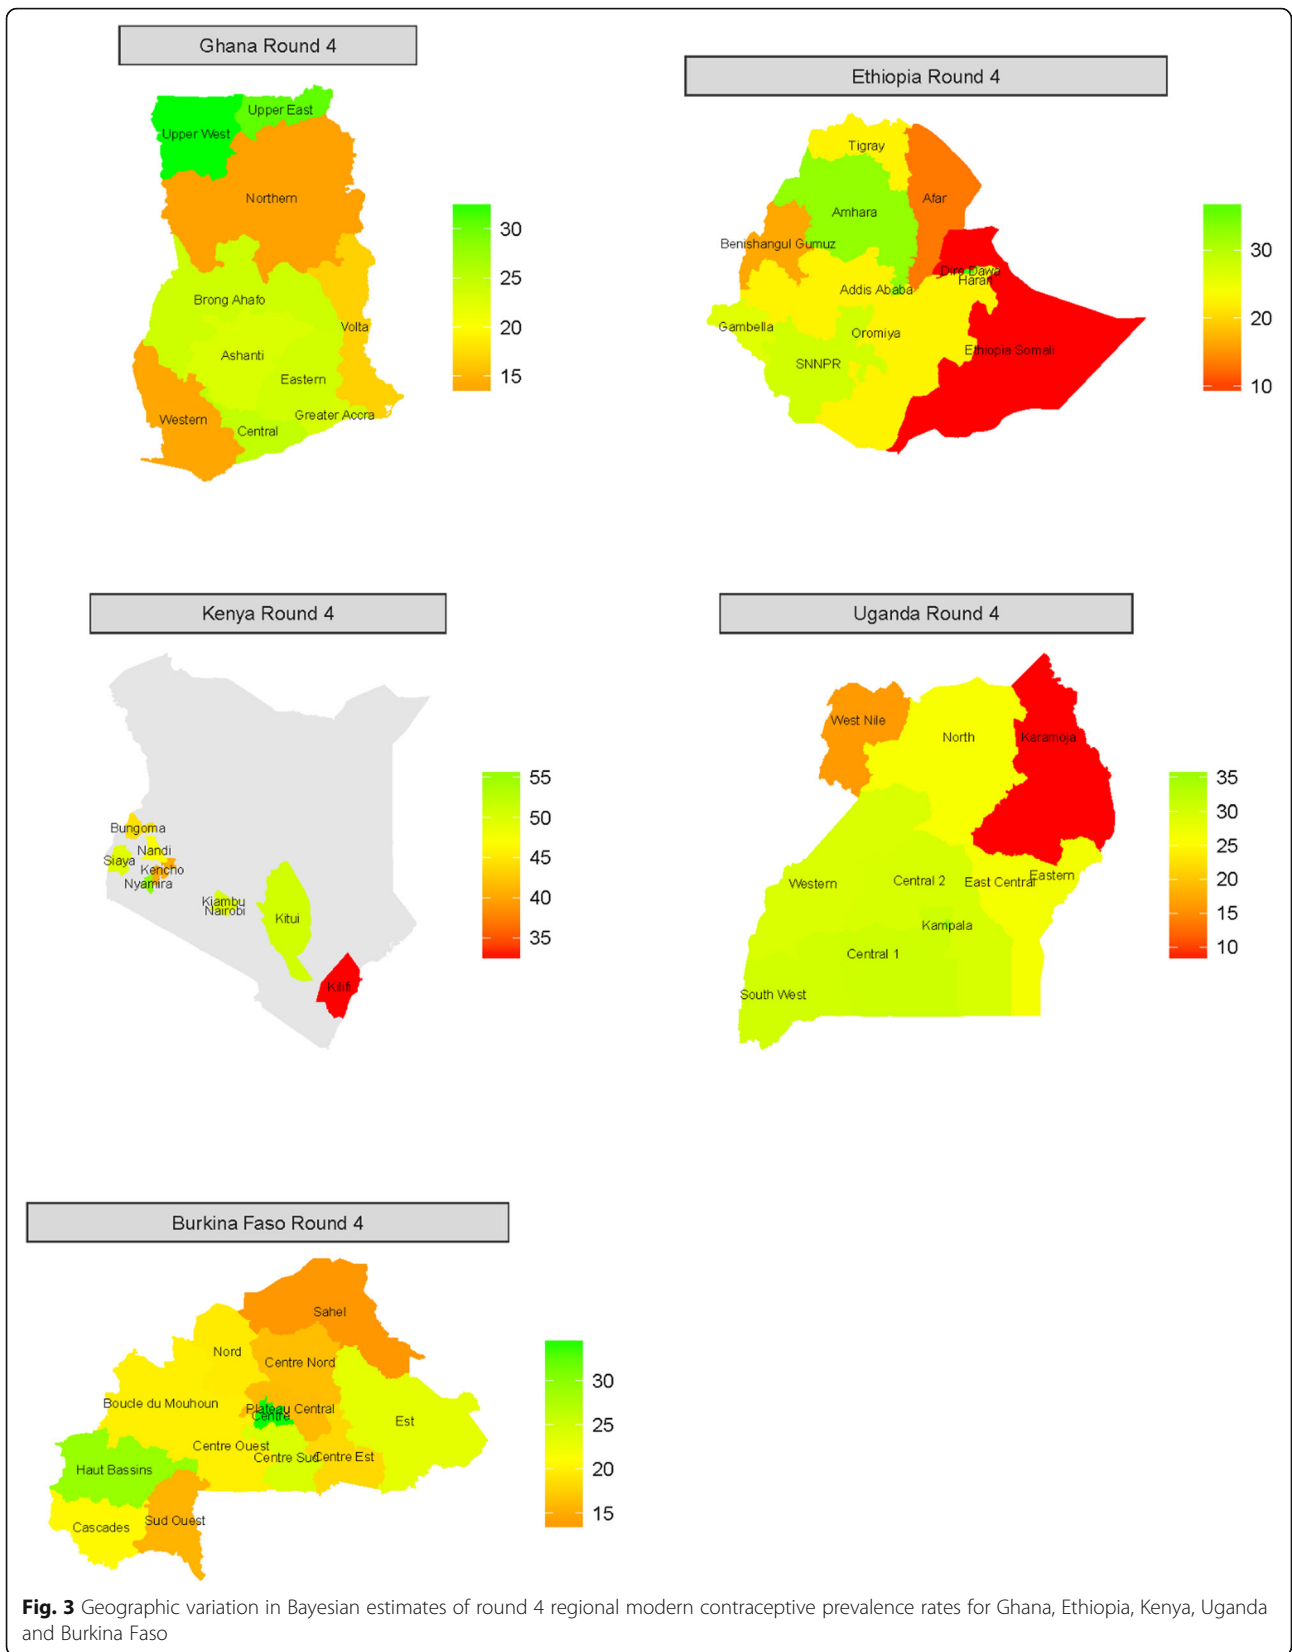 Ghana Round 4
Upper East
Upper West
Northern
Brong Ahafo
Volta
Ashanti
Eastern
Greater Accra
Western
Central
30
25
20
15
Ethiopia Round 4
Tigray
Afar
Amhara
Benishangul Gumuz
Dire Dawa
Harari
Addis Ababa
Gambella
Oromiya
Ethiopia Somali
SNNPR
30
20
10
Kenya Round 4
Bungoma
Nandi
Siaya
Kericho
Nyamira
Kiambu
Nairobi
Kitui
Kilifi
55
50
45
40
35
Uganda Round 4
West Nile
North
Karamoja
Eastern
Western
Central 2
East Central
Kampala
Central 1
South West
35
30
25
20
15
10
Burkina Faso Round 4
Sahel
Nord
Centre Nord
Boucle du Mouhoun
Plateau Central
Centre
Est
Centre Ouest
Centre Sud
Centre Est
Haut Bassins
Sud Ouest
Cascades
30
25
20
15
Fig. 3 Geographic variation in Bayesian estimates of round 4 regional modern contraceptive prevalence rates for Ghana, Ethiopia, Kenya, Uganda
and Burkina Faso